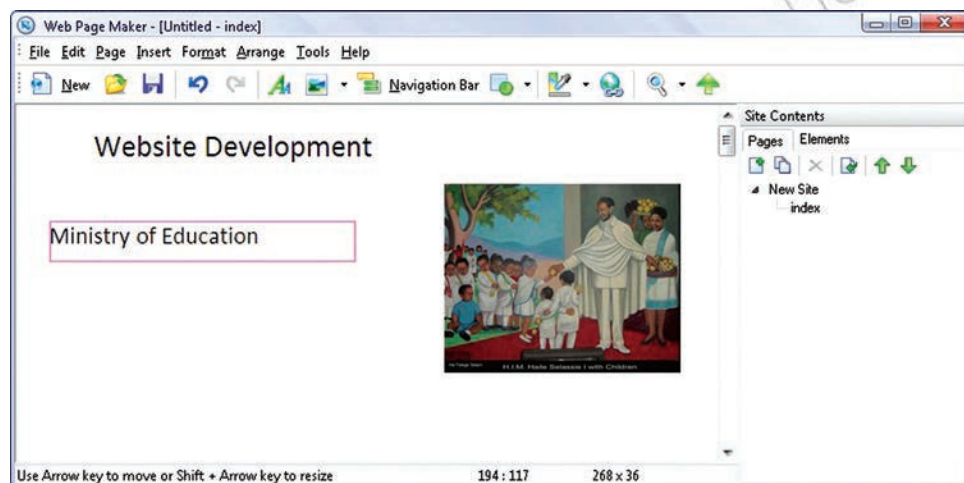 Web Page Maker - [Untitled - index]
File Edit Page Insert Format Arrange Tools Help
New Navigation Bar
Site Contents
Pages Elements
New Site
index
Website Development
Ministry of Education
H.I.M. Haile Selassie I with Children
Use Arrow key to move or Shift + Arrow key to resize 194 : 117 268 x 36